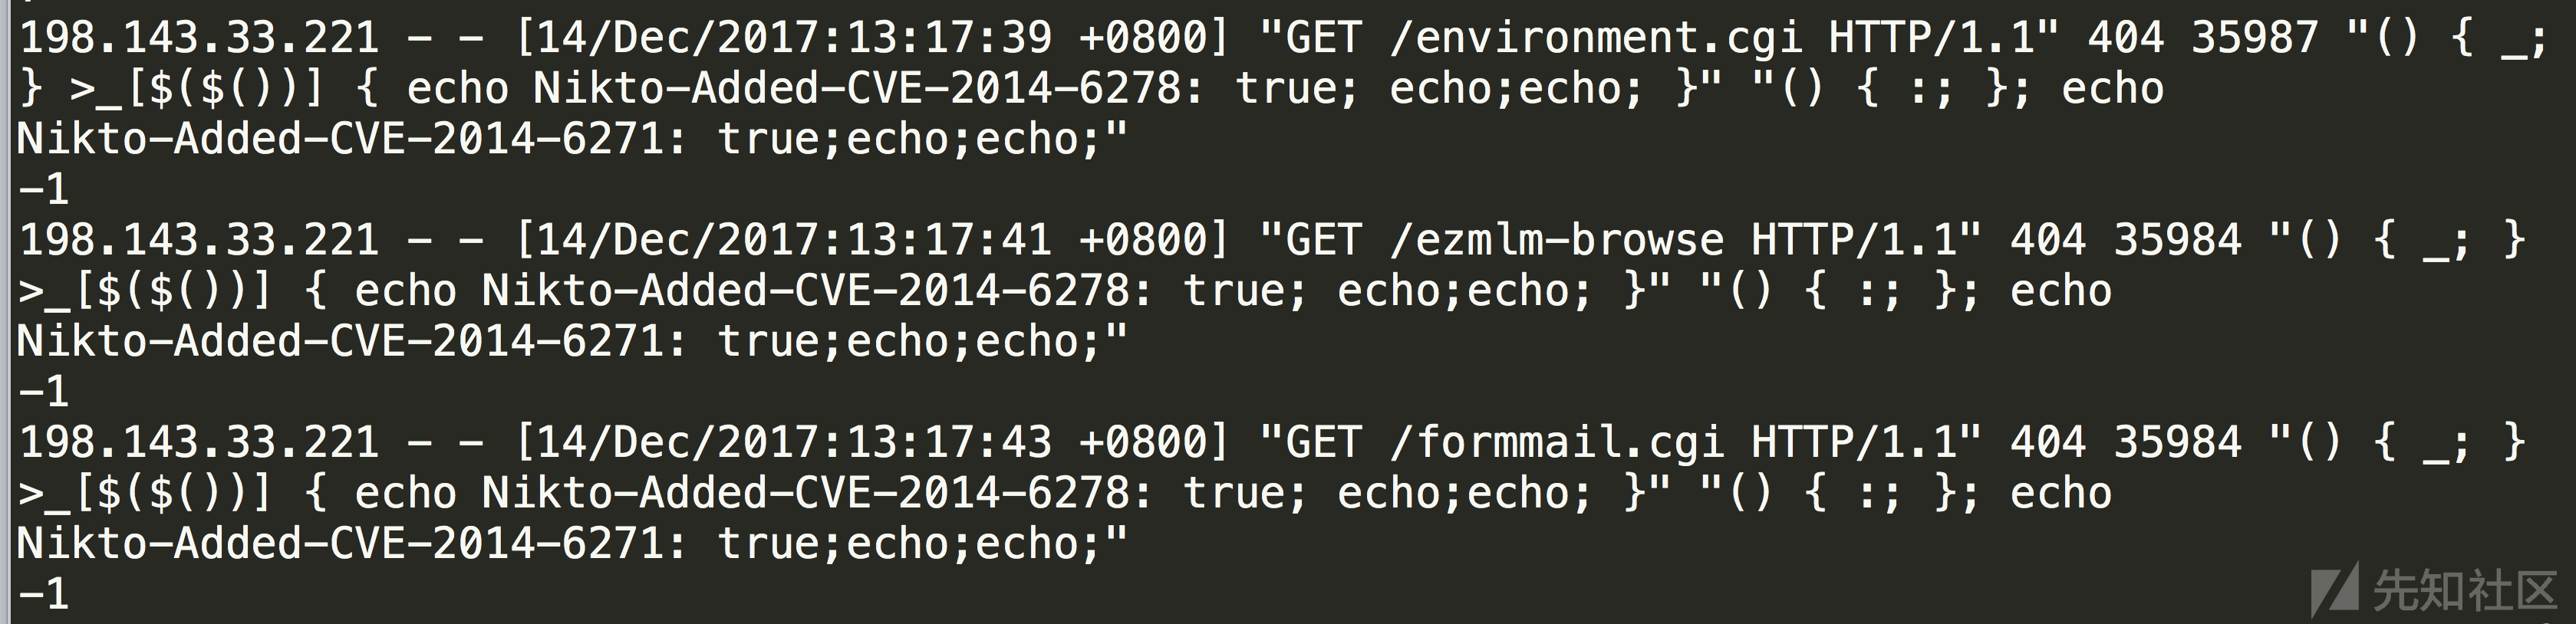 198.143.33.221 - - [14/Dec/2017:13:17:39 +0800] "GET /environment.cgi HTTP/1.1" 404 35987 "() { _;
} >_[$($())] { echo Nikto-Added-CVE-2014-6278: true; echo;echo; }" "() { :; }; echo
Nikto-Added-CVE-2014-6271: true;echo;echo;"
-1
198.143.33.221 - - [14/Dec/2017:13:17:41 +0800] "GET /ezmlm-browse HTTP/1.1" 404 35984 "() { _; }
>_[$($())] { echo Nikto-Added-CVE-2014-6278: true; echo;echo; }" "() { :; }; echo
Nikto-Added-CVE-2014-6271: true;echo;echo;"
-1
198.143.33.221 - - [14/Dec/2017:13:17:43 +0800] "GET /formmail.cgi HTTP/1.1" 404 35984 "() { _; }
>_[$($())] { echo Nikto-Added-CVE-2014-6278: true; echo;echo; }" "() { :; }; echo
Nikto-Added-CVE-2014-6271: true;echo;echo;"
-1
先知社区